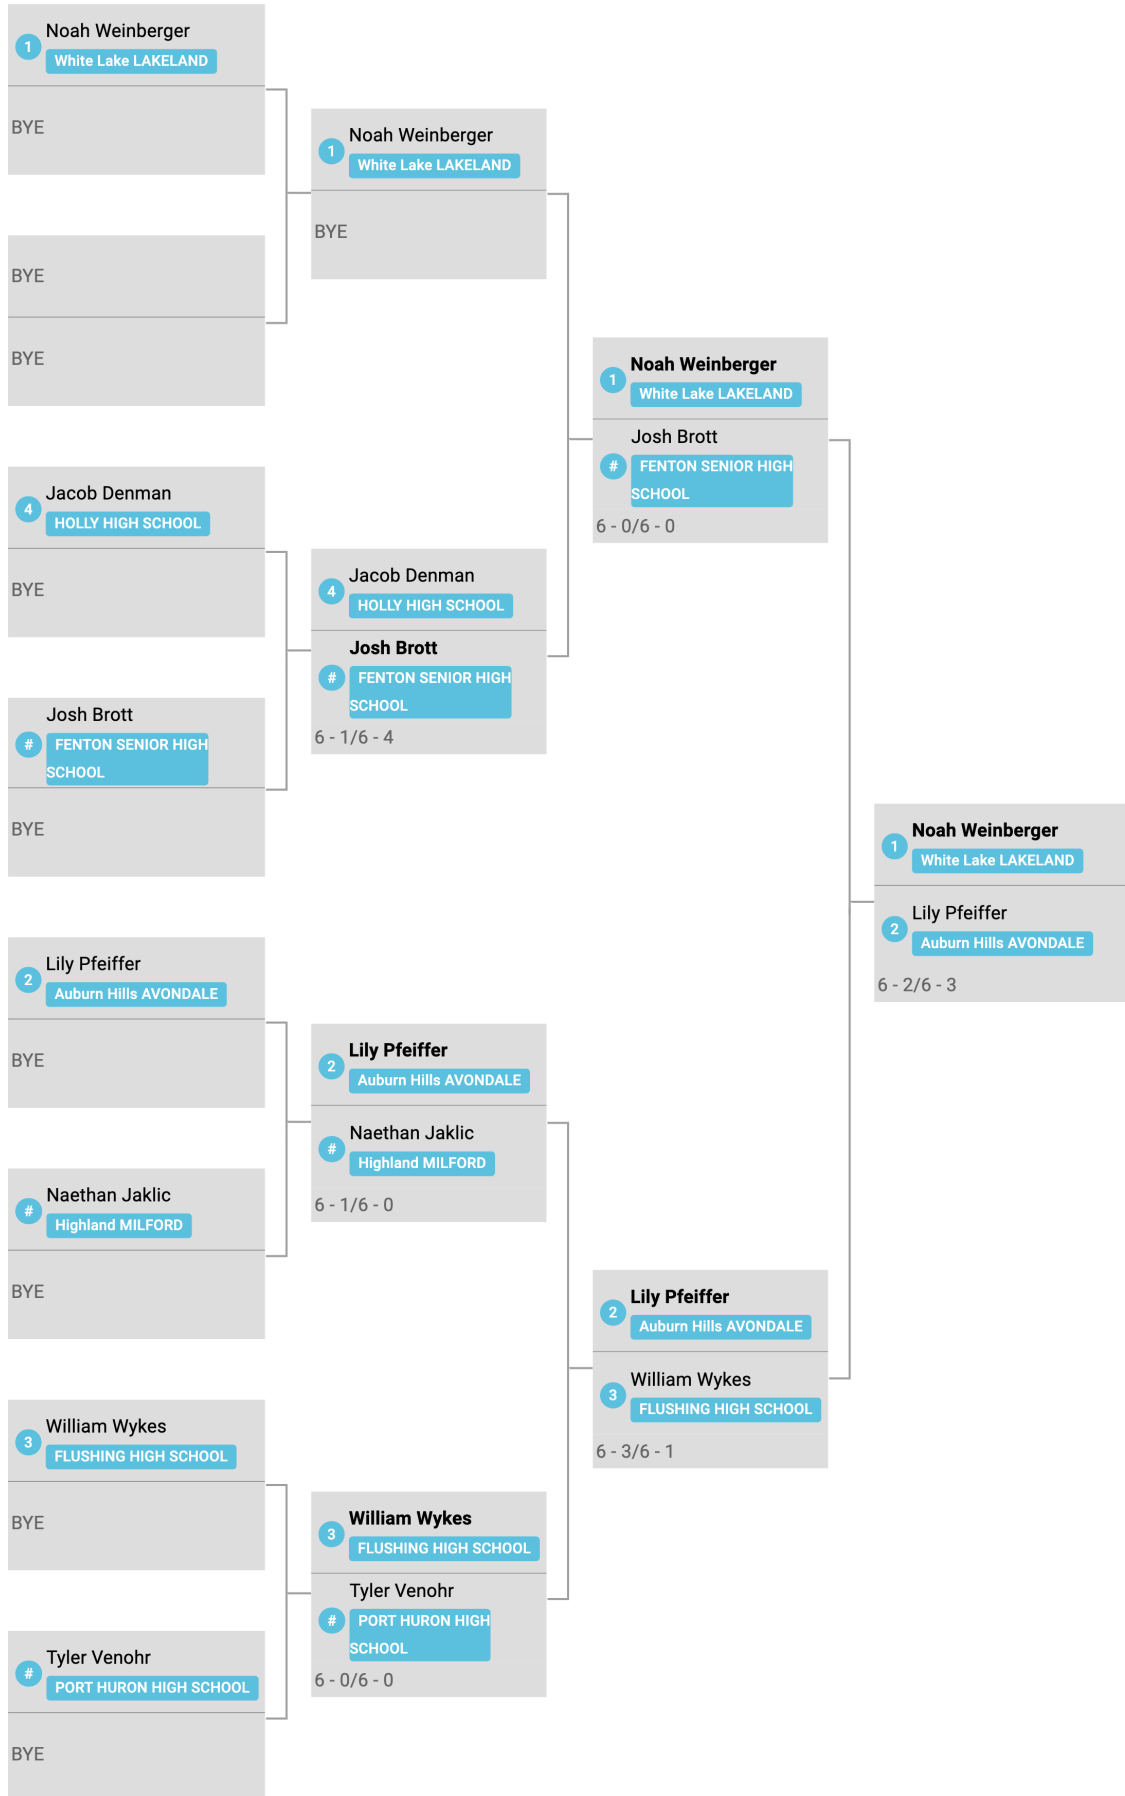 1
Noah Weinberger
White Lake LAKELAND
BYE
BYE
BYE
4
Jacob Denman
HOLLY HIGH SCHOOL
BYE
#
Josh Brott
FENTON SENIOR HIGH
SCHOOL
BYE
2
Lily Pfeiffer
Auburn Hills AVONDALE
BYE
#
Naethan Jaklic
Highland MILFORD
BYE
3
William Wykes
FLUSHING HIGH SCHOOL
BYE
#
Tyler Venohr
PORT HURON HIGH SCHOOL
BYE
1
Noah Weinberger
White Lake LAKELAND
BYE
4
Jacob Denman
HOLLY HIGH SCHOOL
#
Josh Brott
FENTON SENIOR HIGH
SCHOOL
6 - 1/6 - 4
2
Lily Pfeiffer
Auburn Hills AVONDALE
#
Naethan Jaklic
Highland MILFORD
6 - 1/6 - 0
3
William Wykes
FLUSHING HIGH SCHOOL
#
Tyler Venohr
PORT HURON HIGH
SCHOOL
6 - 0/6 - 0
1
Noah Weinberger
White Lake LAKELAND
#
Josh Brott
FENTON SENIOR HIGH
SCHOOL
6 - 0/6 - 0
2
Lily Pfeiffer
Auburn Hills AVONDALE
3
William Wykes
FLUSHING HIGH SCHOOL
6 - 3/6 - 1
1
Noah Weinberger
White Lake LAKELAND
2
Lily Pfeiffer
Auburn Hills AVONDALE
6 - 2/6 - 3